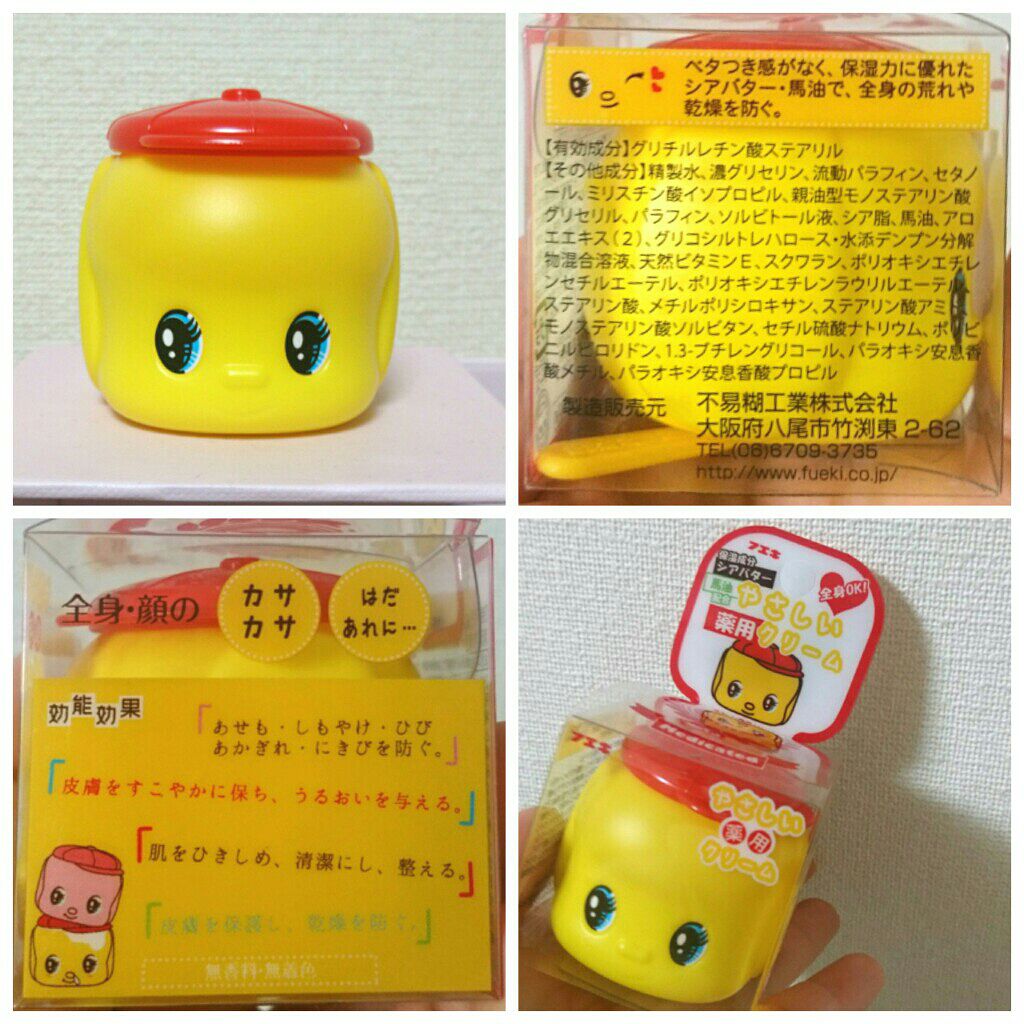 ベタつき感がなく、保湿力に優れた
シアバター・馬油で、全身の荒れや
乾燥を防ぐ。
【有効成分】グリチルレチン酸ステアリル
【その他成分】精製水、濃グリセリン、流動パラフィン、セタノ
ール、ミリスチン酸イソプロピル、親油型モノステアリン酸
グリセリル、パラフィン、ソルビトール液、シア脂、馬油、アロ
エエキス(2)、グリコシルトレハロース・水添デンプン分解
物混合溶液、天然ビタミンE、スクワラン、ポリオキシエチレ
ンセチルエーテル、ポリオキシエチレンラウリルエーテル、
ステアリン酸、メチルポリシロキサン、ステアリン酸アミ
モノステアリン酸ソルビタン、セチル硫酸ナトリウム、ポリビ
ニルピロリドン、1.3-ブチレングリコール、パラオキシ安息香
酸メチル、パラオキシ安息香酸プロピル
製造販売元 不易糊工業株式会社
大阪府八尾市竹渕東2-62
TEL(06)6709-3735
http://www.fueki.co.jp/
全身・顔の
カサ
カサ
はだ
あれに…
効能効果
「あせも・しもやけ・ひび
あかぎれ・にきびを防ぐ。」
「皮膚をすこやかに保ち、うるおいを与える。」
「肌をひきしめ、清潔にし、整える。」
「皮膚を保護し、乾燥を防ぐ。」
無香料・無着色
フエキ
保湿成分
シアバター
馬油
全身OK!
やさしい
薬用クリーム
Medicated
フエキ
やさしい
薬用
クリーム